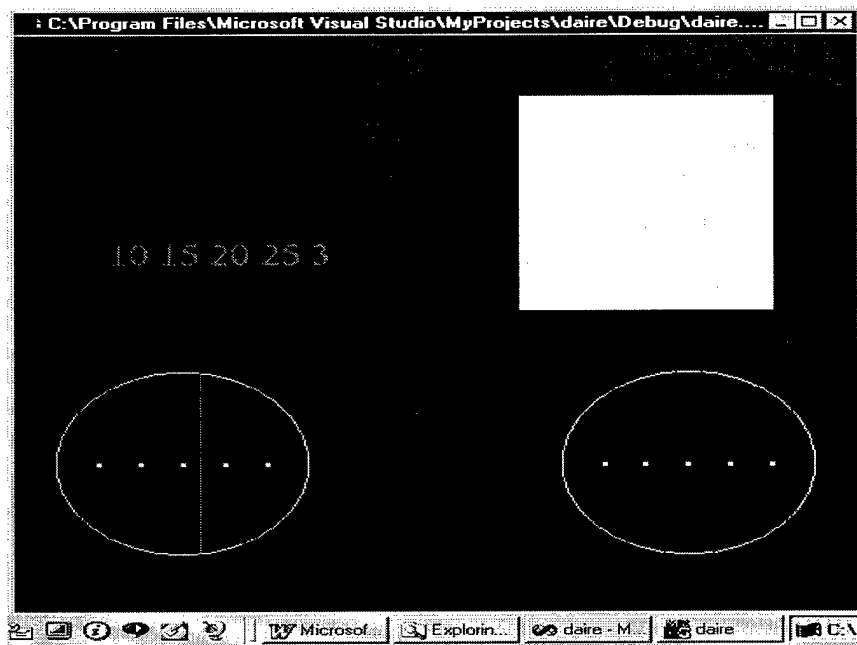 C:\Program Files\Microsoft Visual Studio\MyProjects\daire\Debug\daire....
10 15 20 25 3
Microsof... Explorin... daire - M... daire C:\